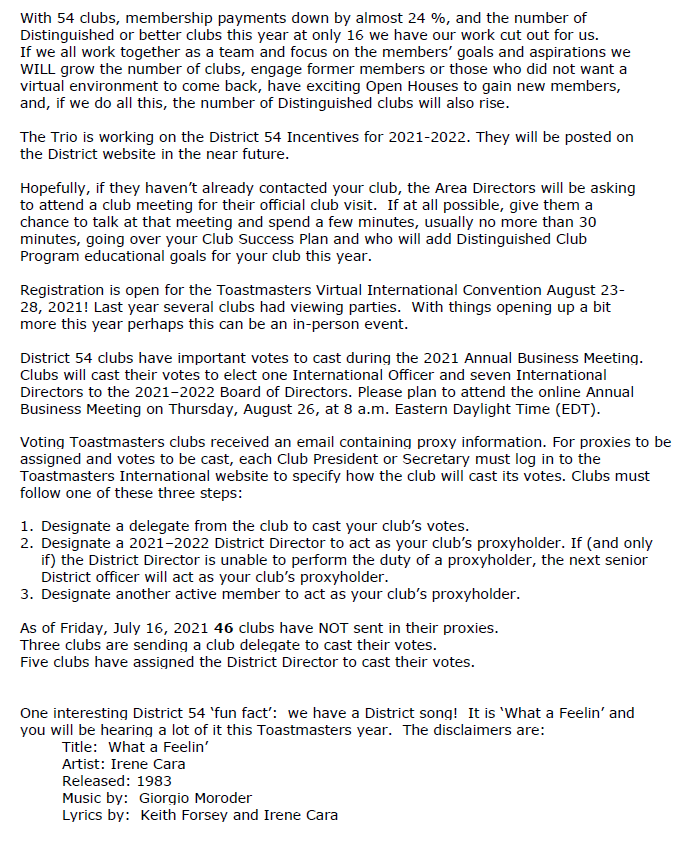 With 54 clubs, membership payments down by almost 24 %, and the number of
Distinguished or better clubs this year at only 16 we have our work cut out for us.
If we all work together as a team and focus on the members’ goals and aspirations we
WILL grow the number of clubs, engage former members or those who did not want a
virtual environment to come back, have exciting Open Houses to gain new members,
and, if we do all this, the number of Distinguished clubs will also rise.
The Trio is working on the District 54 Incentives for 2021-2022. They will be posted on
the District website in the near future.
Hopefully, if they haven’t already contacted your club, the Area Directors will be asking
to attend a club meeting for their official club visit.  If at all possible, give them a
chance to talk at that meeting and spend a few minutes, usually no more than 30
minutes, going over your Club Success Plan and who will add Distinguished Club
Program educational goals for your club this year.
Registration is open for the Toastmasters Virtual International Convention August 23-
28, 2021! Last year several clubs had viewing parties.  With things opening up a bit
more this year perhaps this can be an in-person event.
District 54 clubs have important votes to cast during the 2021 Annual Business Meeting.
Clubs will cast their votes to elect one International Officer and seven International
Directors to the 2021–2022 Board of Directors. Please plan to attend the online Annual
Business Meeting on Thursday, August 26, at 8 a.m. Eastern Daylight Time (EDT).
Voting Toastmasters clubs received an email containing proxy information. For proxies to be
assigned and votes to be cast, each Club President or Secretary must log in to the
Toastmasters International website to specify how the club will cast its votes. Clubs must
follow one of these three steps:
1. Designate a delegate from the club to cast your club’s votes.
2. Designate a 2021–2022 District Director to act as your club’s proxyholder. If (and only
if) the District Director is unable to perform the duty of a proxyholder, the next senior
District officer will act as your club’s proxyholder.
3. Designate another active member to act as your club’s proxyholder.
As of Friday, July 16, 2021 46 clubs have NOT sent in their proxies.
Three clubs are sending a club delegate to cast their votes.
Five clubs have assigned the District Director to cast their votes.
One interesting District 54 ‘fun fact’:  we have a District song!  It is ‘What a Feelin’ and
you will be hearing a lot of it this Toastmasters year.  The disclaimers are:
Title:  What a Feelin’
Artist: Irene Cara
Released: 1983
Music by:  Giorgio Moroder
Lyrics by:  Keith Forsey and Irene Cara